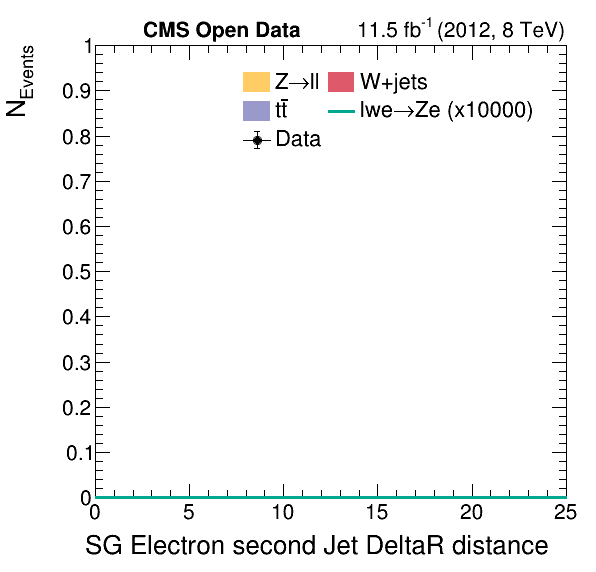 CMS Open Data 11.5 fb⁻¹ (2012, 8 TeV)
N_Events
Z→ll W+jets
tt̄ lwe→Ze (x10000)
Data
1
0.9
0.8
0.7
0.6
0.5
0.4
0.3
0.2
0.1
0
0 5 10 15 20 25
SG Electron second Jet DeltaR distance